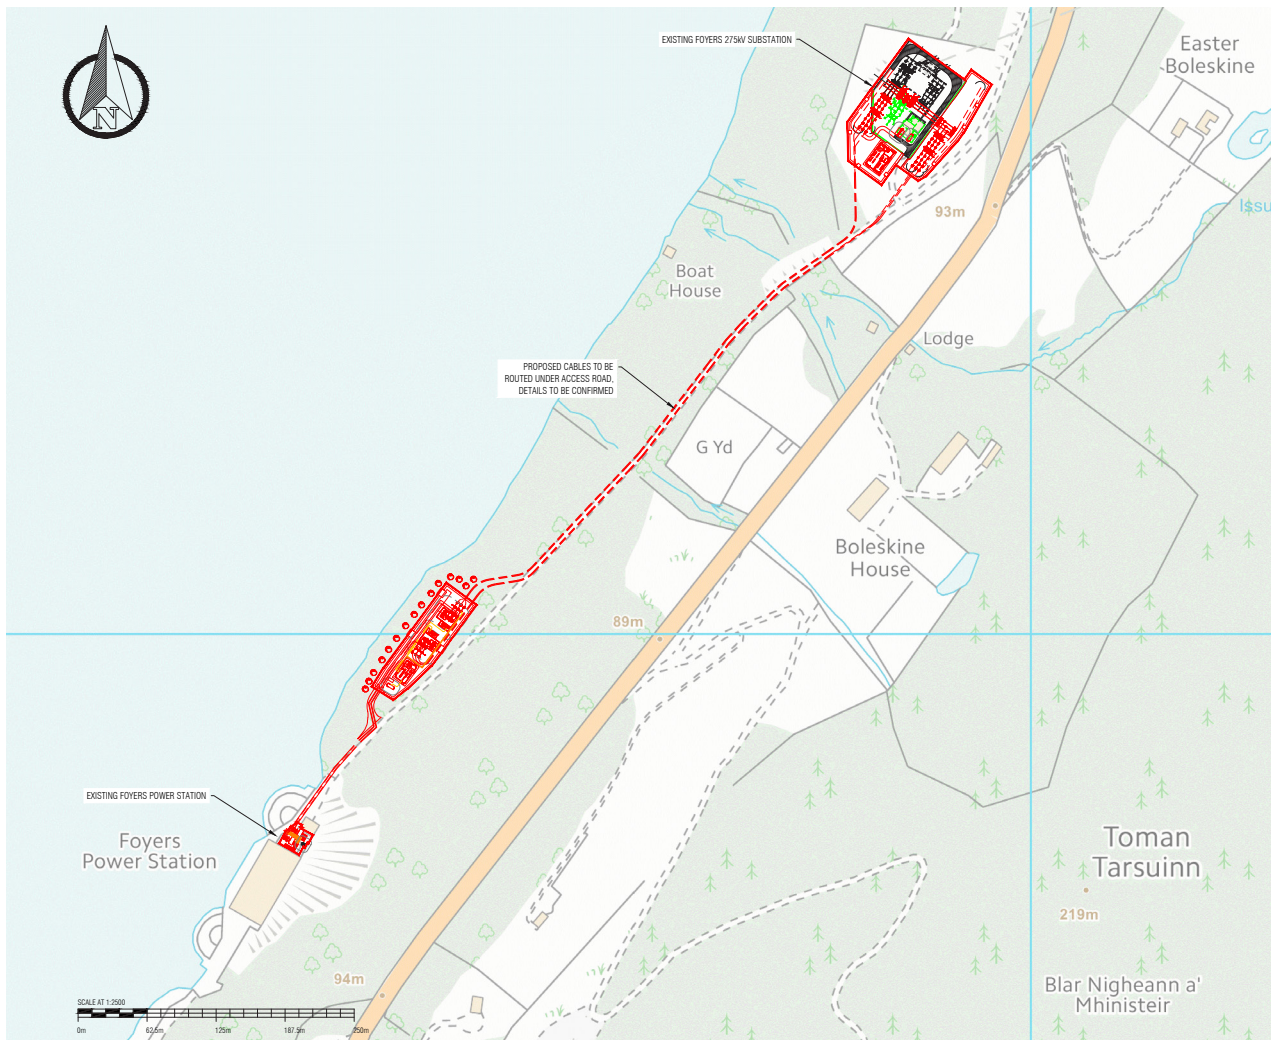 EXISTING FOYERS 275kV SUBSTATION
Easter
Boleskine
N
Issu
93m
Boat
House
Lodge
PROPOSED CABLES TO BE
ROUTED UNDER ACCESS ROAD,
DETAILS TO BE CONFIRMED
G Yd
Boleskine
House
89m
EXISTING FOYERS POWER STATION
Foyers
Power Station
Toman
Tarsuinn
219m
94m
Blar Nigheann a'
Mhinisteir
SCALE AT 1:2500
0m 62.5m 125m 187.5m 250m